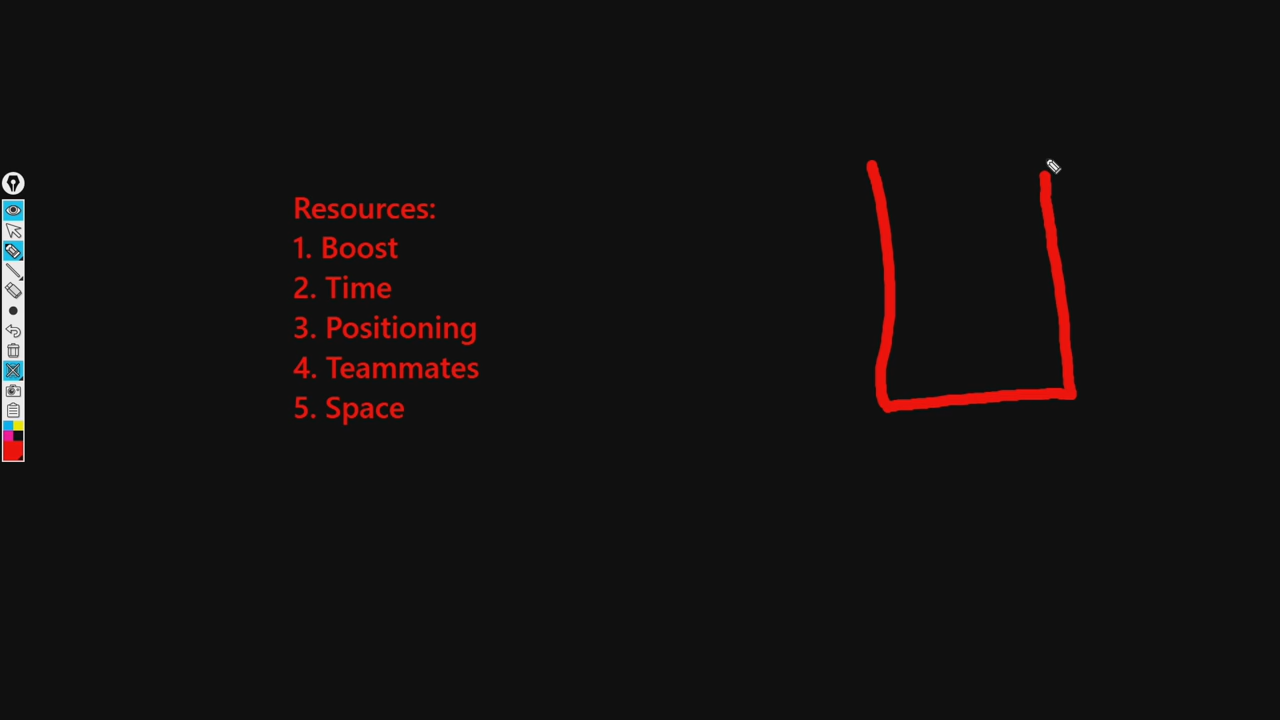 Resources:
1. Boost
2. Time
3. Positioning
4. Teammates
5. Space